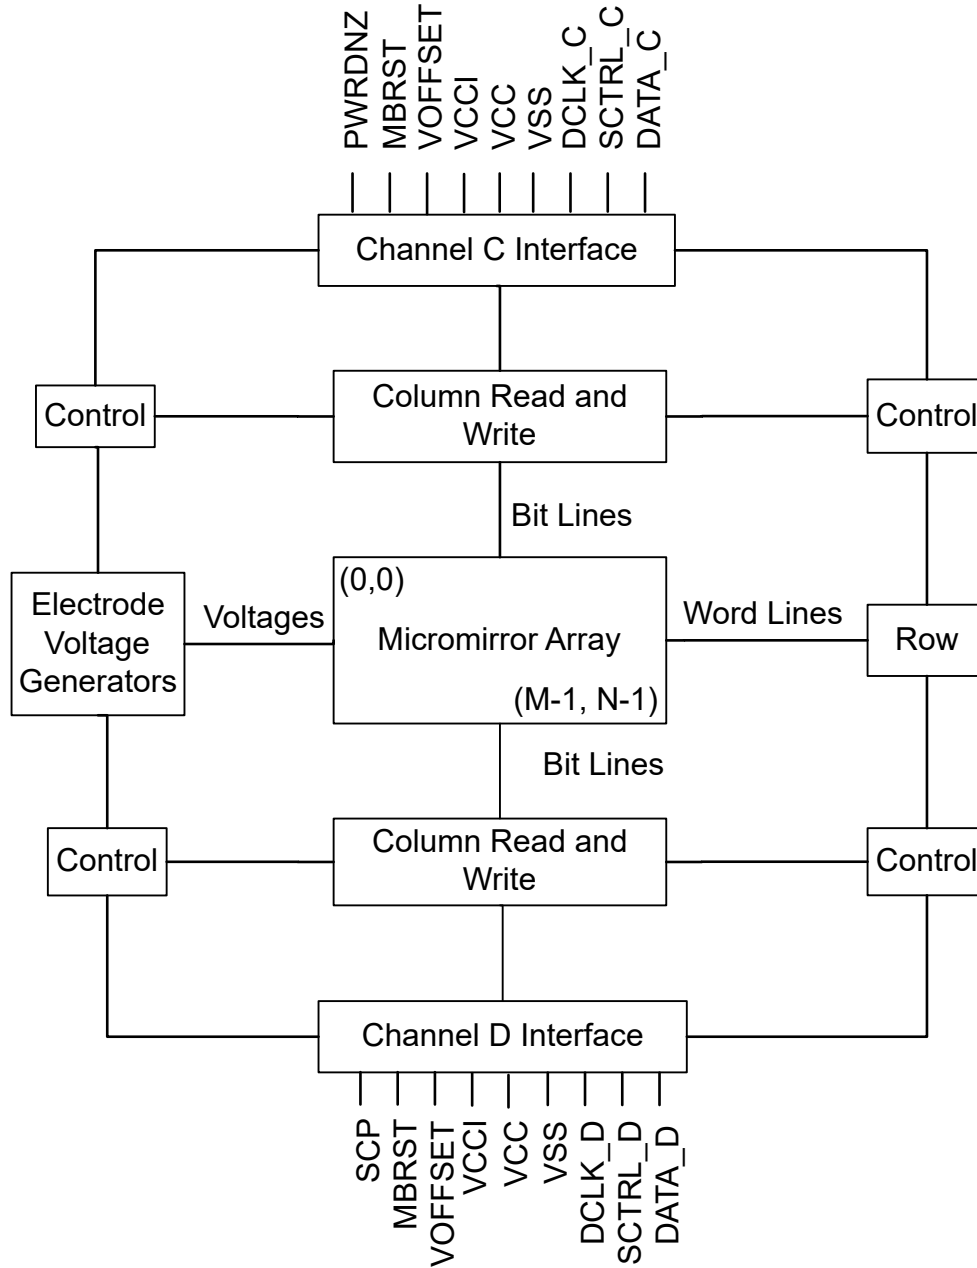 PWRDNZ
MBRST
VOFFSET
VCCI
VCC
VSS
DCLK_C
SCTRL_C
DATA_C
Channel C Interface
Control
Column Read and
Write
Control
Bit Lines
(0,0)
Electrode
Voltage
Generators
Voltages
Micromirror Array
Word Lines
Row
(M-1, N-1)
Bit Lines
Control
Column Read and
Write
Control
Channel D Interface
SCP
MBRST
VOFFSET
VCCI
VCC
VSS
DCLK_D
SCTRL_D
DATA_D